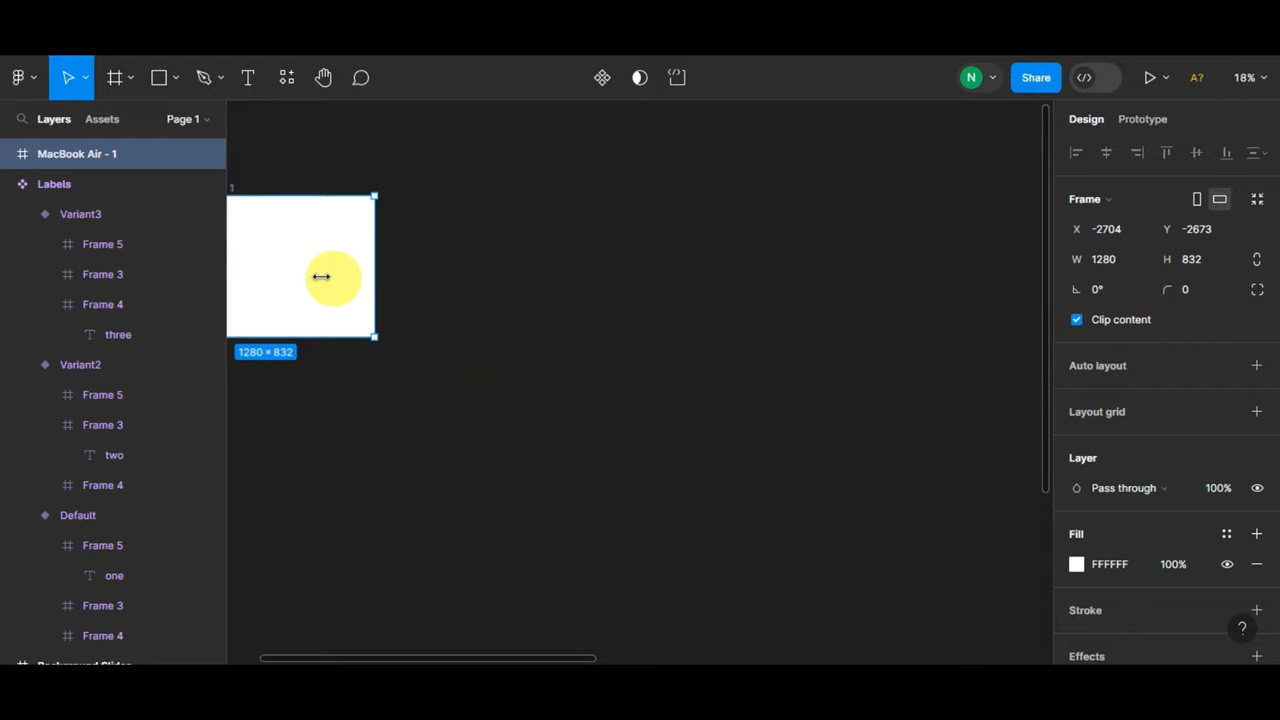 N
Share
</>
A?
18%
Layers
Assets
Page 1
Design
Prototype
MacBook Air - 1
Labels
Variant3
Frame 5
Frame 3
Frame 4
three
Variant2
Frame 5
Frame 3
two
Frame 4
Default
Frame 5
one
Frame 3
Frame 4
Background Slider
1
1280 × 832
Frame
X -2704
Y -2673
W 1280
H 832
0°
0
Clip content
Auto layout
Layout grid
Layer
Pass through
100%
Fill
FFFFFF
100%
Stroke
?
Effects